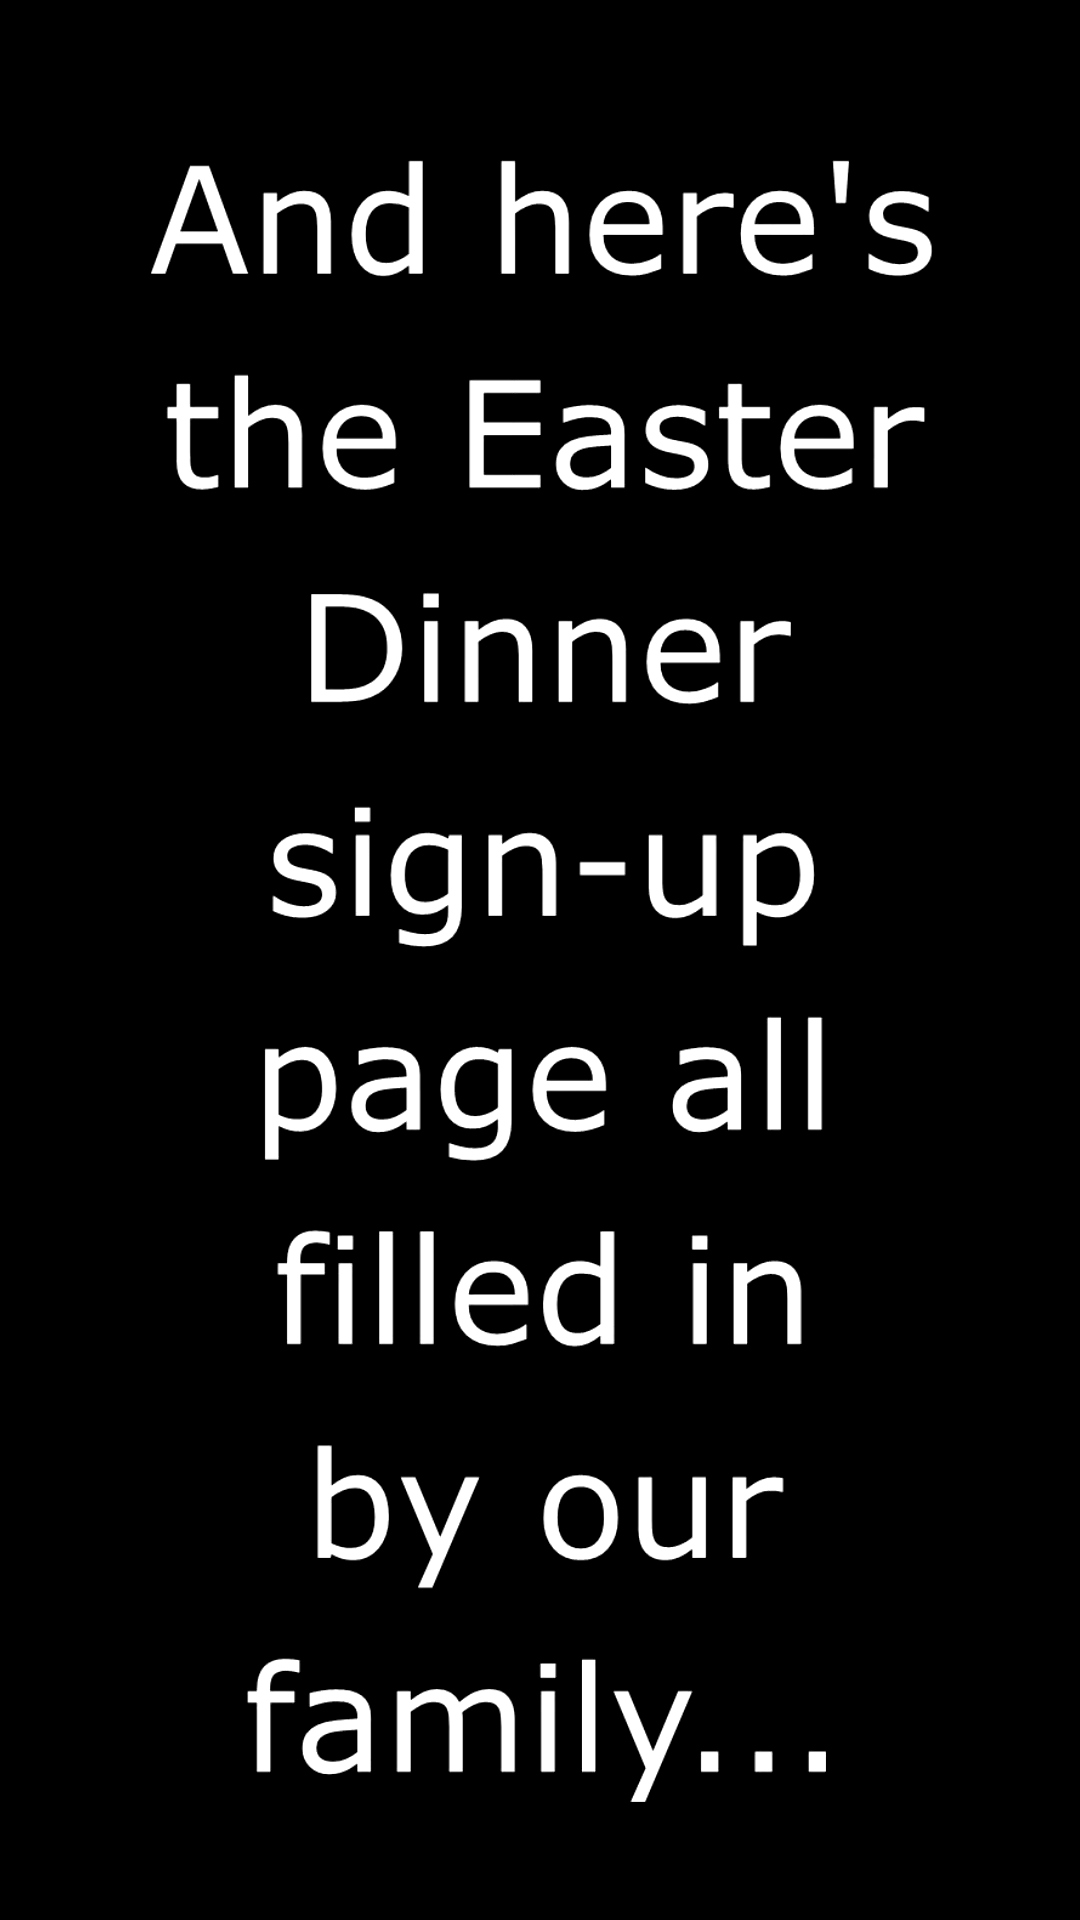 And here's
the Easter
Dinner
sign-up
page all
filled in
by our
family...